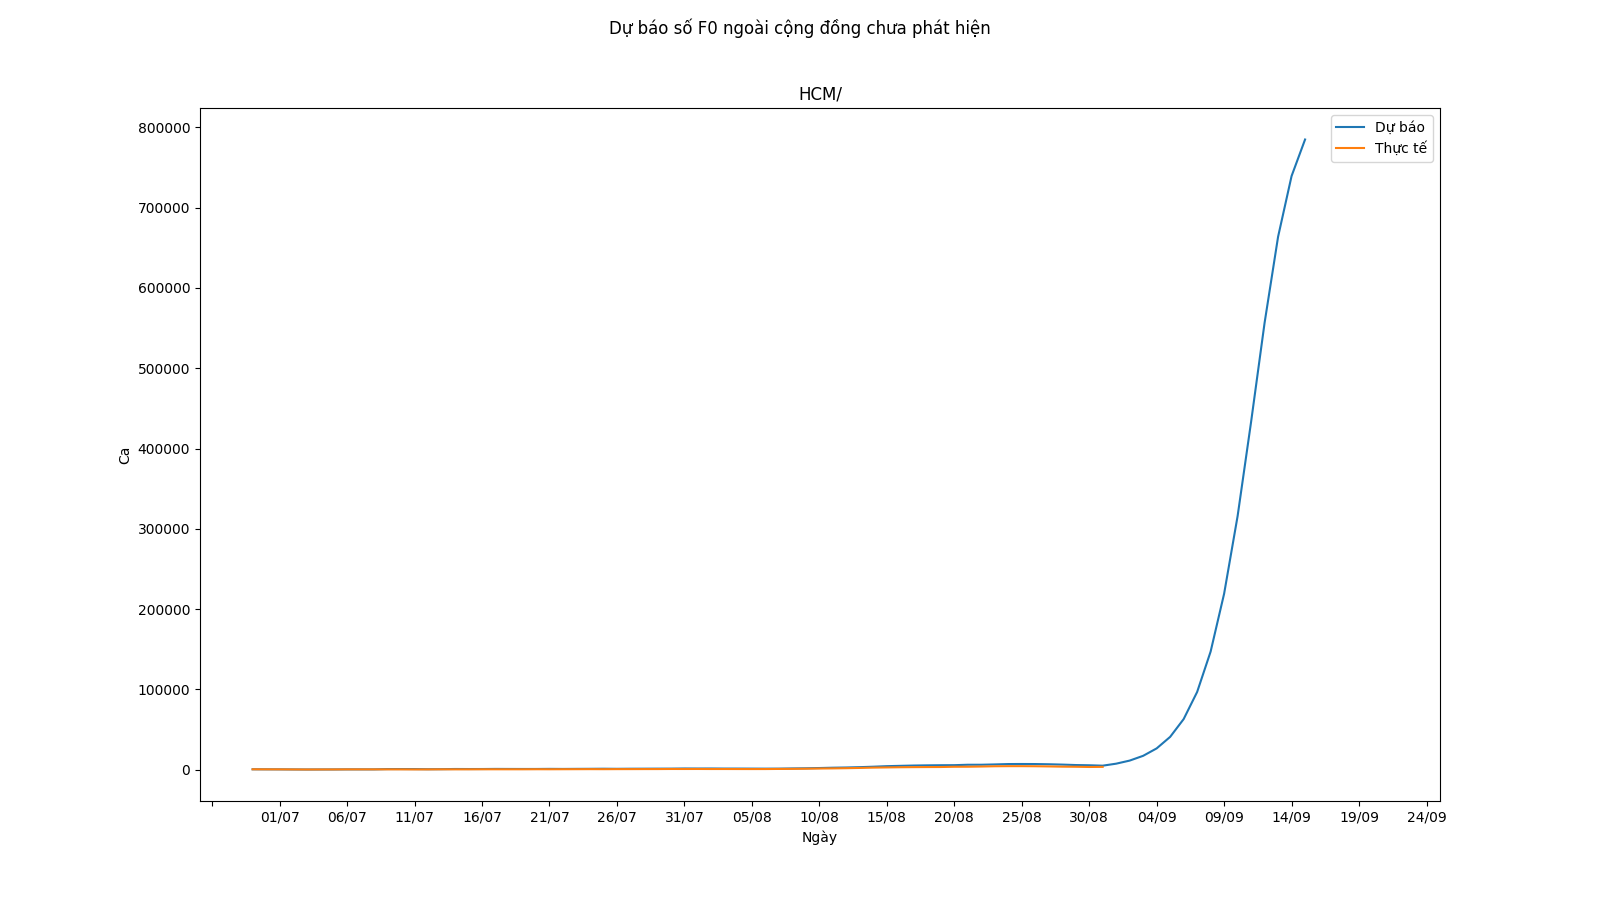 Dự báo số F0 ngoài cộng đồng chưa phát hiện
HCM/
Dự báo
Thực tế
800000
700000
600000
500000
400000
300000
200000
100000
0
Ca
01/07 06/07 11/07 16/07 21/07 26/07 31/07 05/08 10/08 15/08 20/08 25/08 30/08 04/09 09/09 14/09 19/09 24/09
Ngày